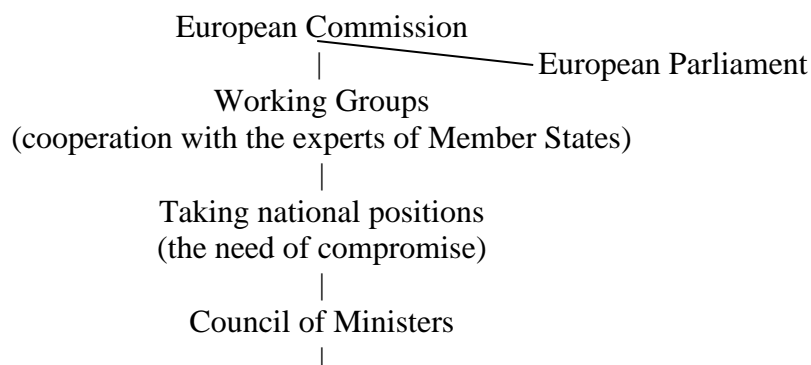 European Commission
European Parliament
Working Groups
(cooperation with the experts of Member States)
Taking national positions
(the need of compromise)
Council of Ministers